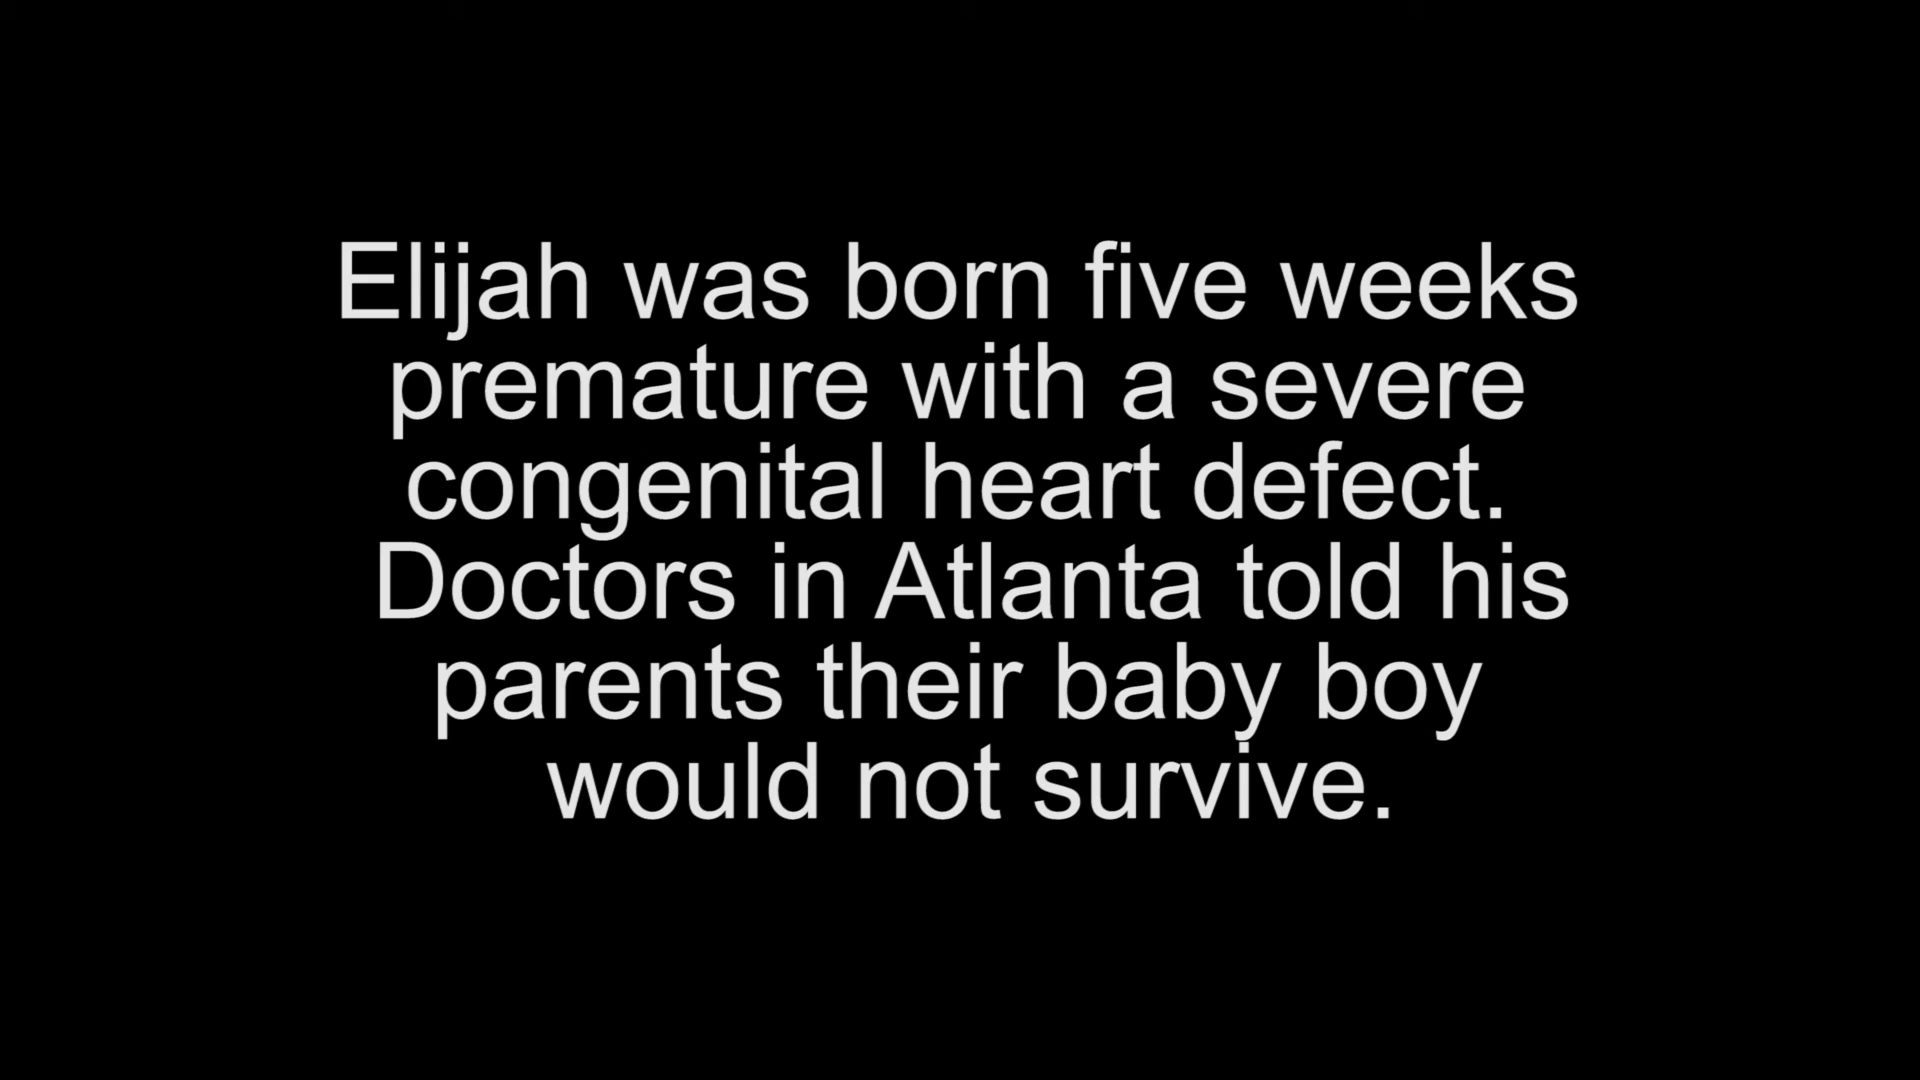 Elijah was born five weeks
premature with a severe
congenital heart defect.
Doctors in Atlanta told his
parents their baby boy
would not survive.